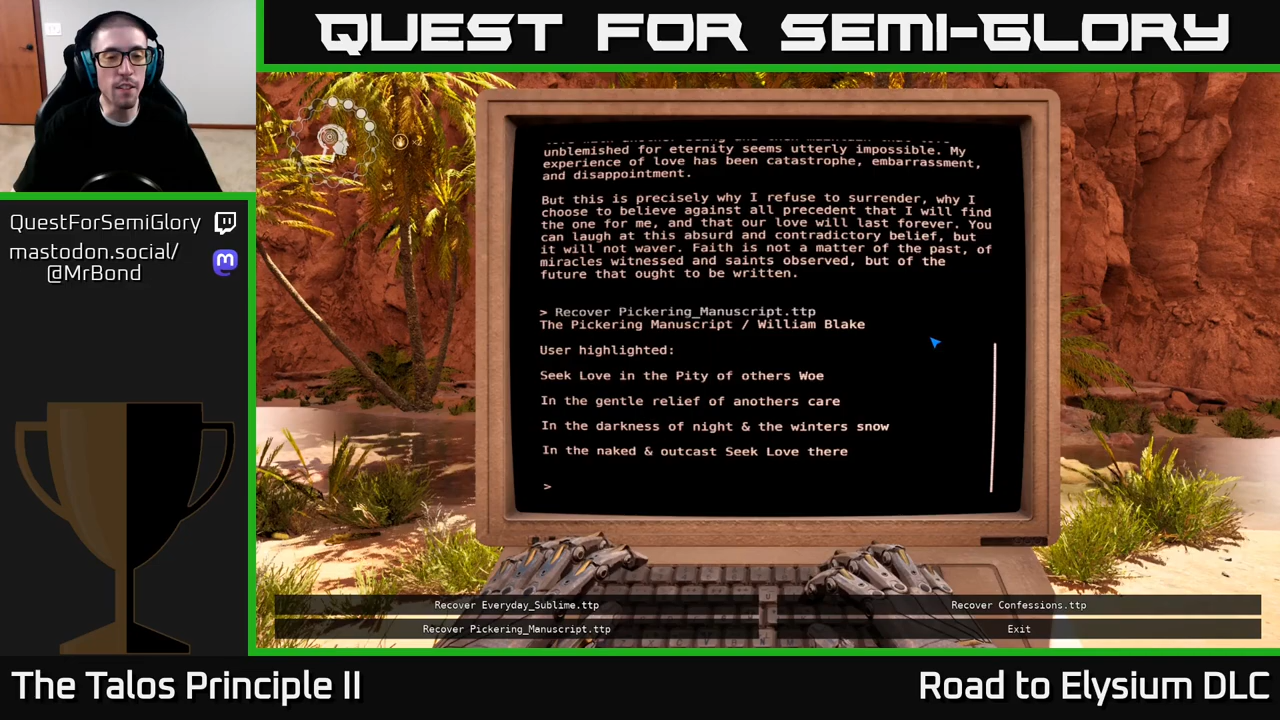 QUEST FOR SEMI-GLORY
QuestForSemiGlory
mastodon.social/
@MrBond
unblemished for eternity seems utterly impossible. My
experience of love has been catastrophe, embarrassment,
and disappointment.
But this is precisely why I refuse to surrender, why I
choose to believe against all precedent that I will find
the one for me, and that our love will last forever. You
can laugh at this absurd and contradictory belief, but
it will not waver. Faith is not a matter of the past, of
miracles witnessed and saints observed, but of the
future that ought to be written.
> Recover Pickering_Manuscript.ttp
The Pickering Manuscript / William Blake
User highlighted:
Seek Love in the Pity of others Woe
In the gentle relief of anothers care
In the darkness of night & the winters snow
In the naked & outcast Seek Love there
>
Recover Everyday_Sublime.ttp
Recover Confessions.ttp
Recover Pickering_Manuscript.ttp
Exit
The Talos Principle II
Road to Elysium DLC